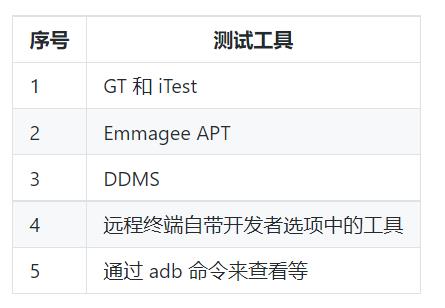 序号 测试工具
1 GT 和 iTest
2 Emmagee APT
3 DDMS
4 远程终端自带开发者选项中的工具
5 通过 adb 命令来查看等